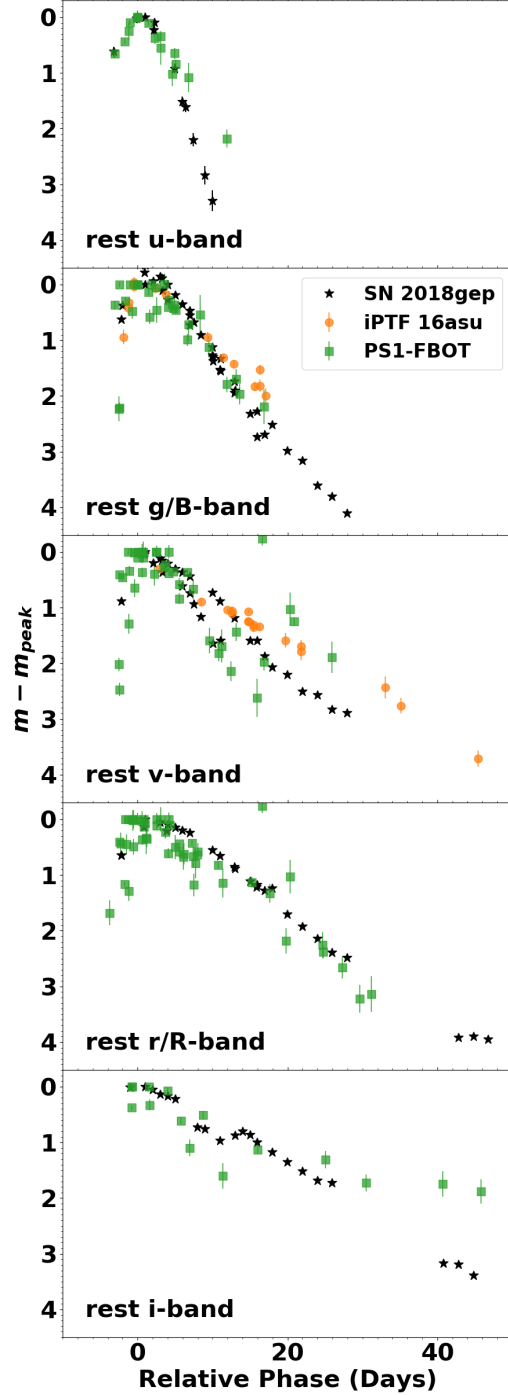 0
1
2
3
4
rest u-band
0
1
2
3
4
SN 2018gep
iPTF 16asu
PS1-FBOT
rest g/B-band
0
1
2
3
4
m − m_peak
rest v-band
0
1
2
3
4
rest r/R-band
0
1
2
3
4
rest i-band
0 20 40
Relative Phase (Days)